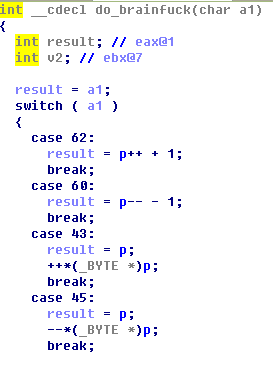 int __cdecl do_brainfuck(char a1)
{
int result; // eax@1
int v2; // ebx@7
result = a1;
switch ( a1 )
{
case 62:
result = p++ + 1;
break;
case 60:
result = p-- - 1;
break;
case 43:
result = p;
++*(_BYTE *)p;
break;
case 45:
result = p;
--*(_BYTE *)p;
break;